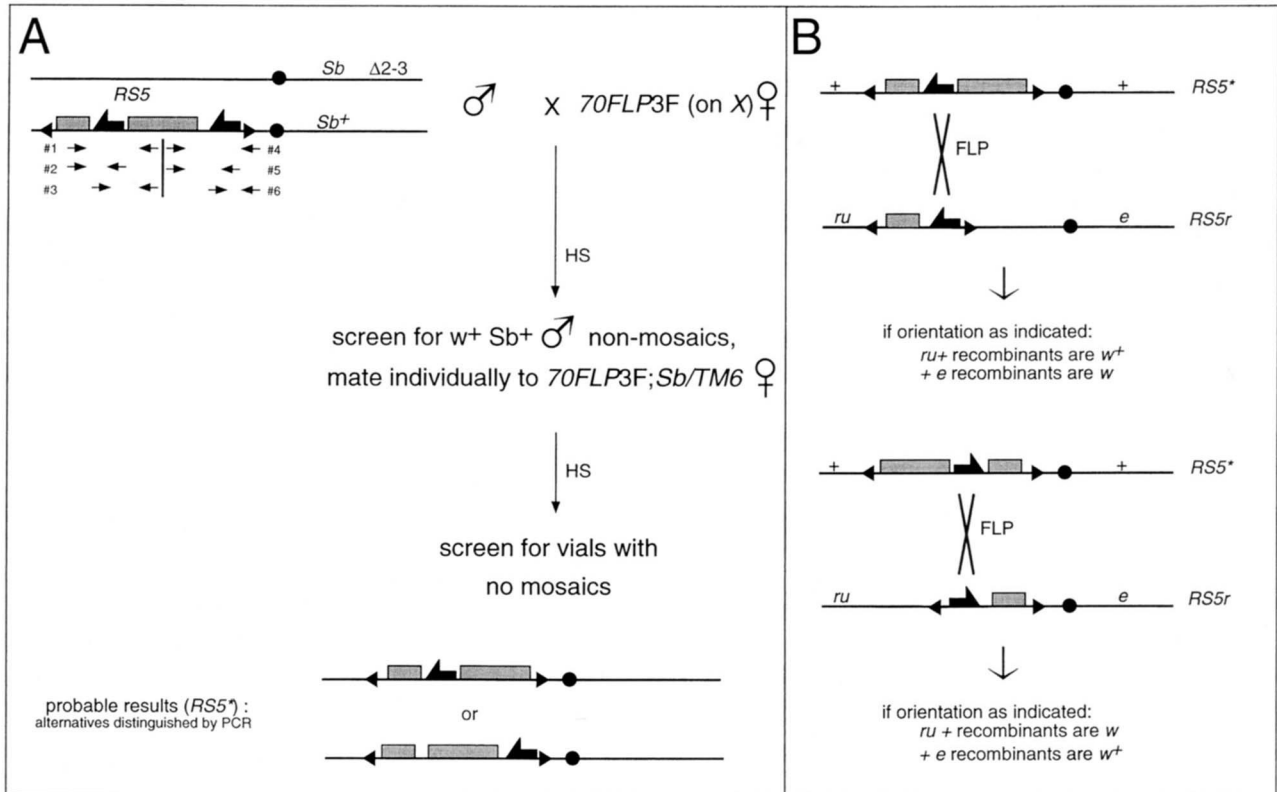 A
Sb Δ2-3
RS5
Sb+
♂ X 70FLP3F (on X) ♀
#1 #4
#2 #5
#3 #6
HS
screen for w+ Sb+ ♂ non-mosaics,
mate individually to 70FLP3F;Sb/TM6 ♀
HS
screen for vials with
no mosaics
probable results (RS5*) :
alternatives distinguished by PCR
or
B
+ + RS5*
FLP
ru e RS5r
if orientation as indicated:
ru+ recombinants are w+
+ e recombinants are w
+ + RS5*
FLP
ru e RS5r
if orientation as indicated:
ru + recombinants are w
+ e recombinants are w+